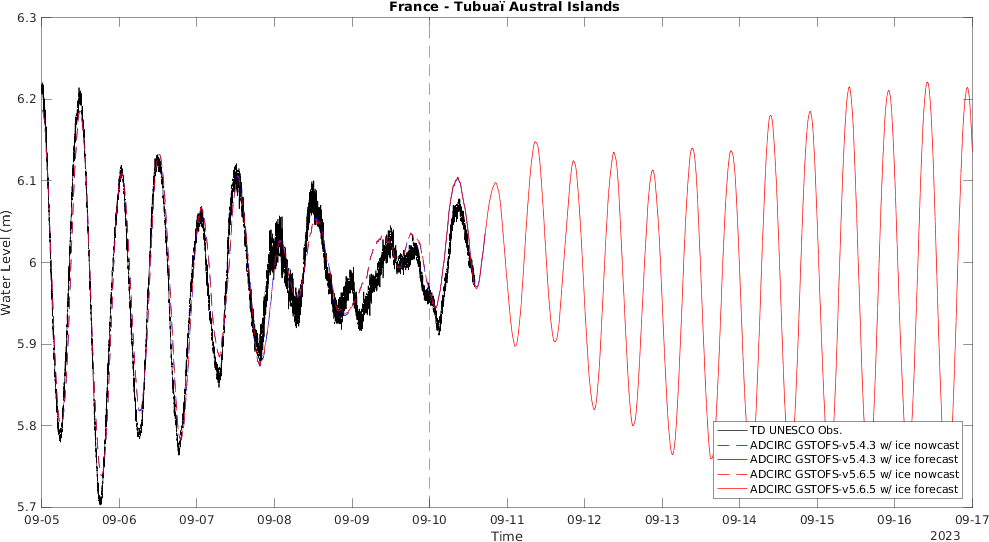 France - Tubuaï Austral Islands
6.3
6.2
6.1
6
5.9
5.8
5.7
Water Level (m)
TD UNESCO Obs.
ADCIRC GSTOFS-v5.4.3 w/ ice nowcast
ADCIRC GSTOFS-v5.4.3 w/ ice forecast
ADCIRC GSTOFS-v5.6.5 w/ ice nowcast
ADCIRC GSTOFS-v5.6.5 w/ ice forecast
09-05 09-06 09-07 09-08 09-09 09-10 09-11 09-12 09-13 09-14 09-15 09-16 09-17
Time
2023